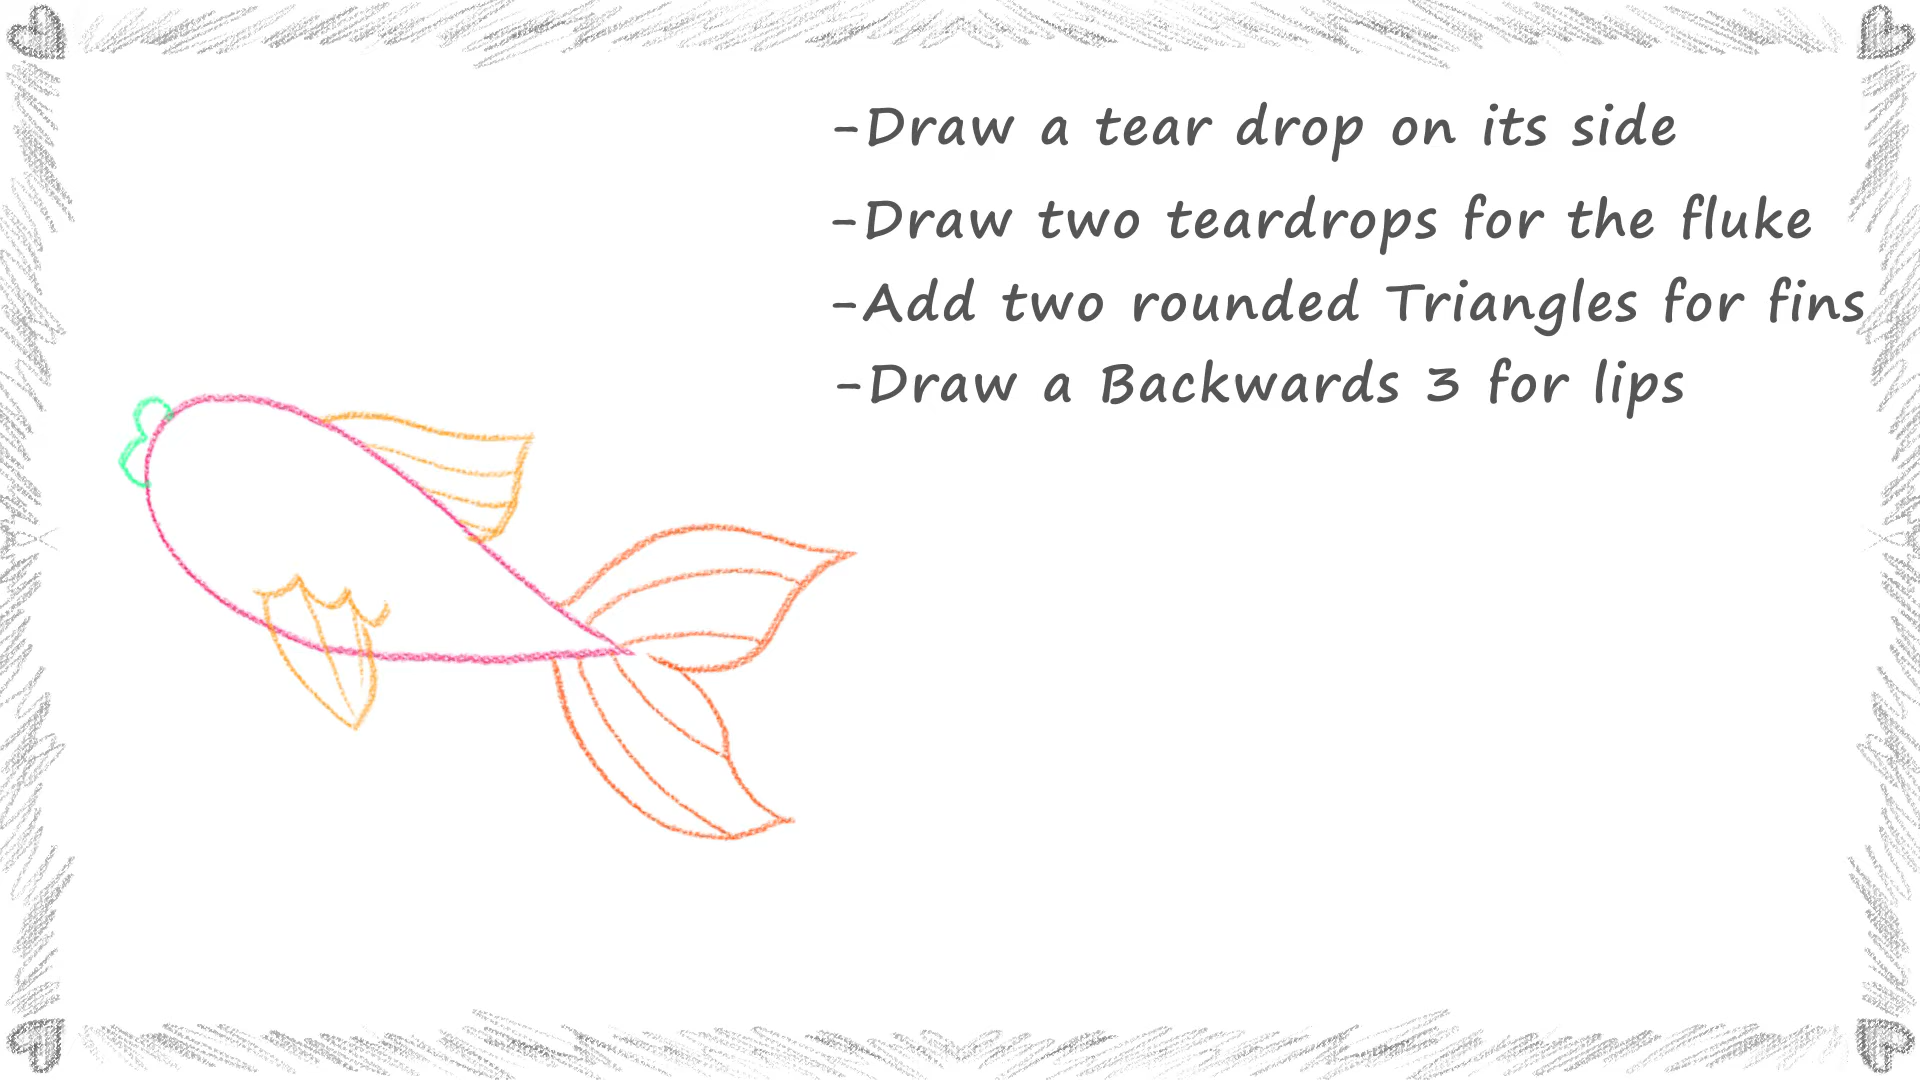 -Draw a tear drop on its side
-Draw two teardrops for the fluke
-Add two rounded Triangles for fins
-Draw a Backwards 3 for lips